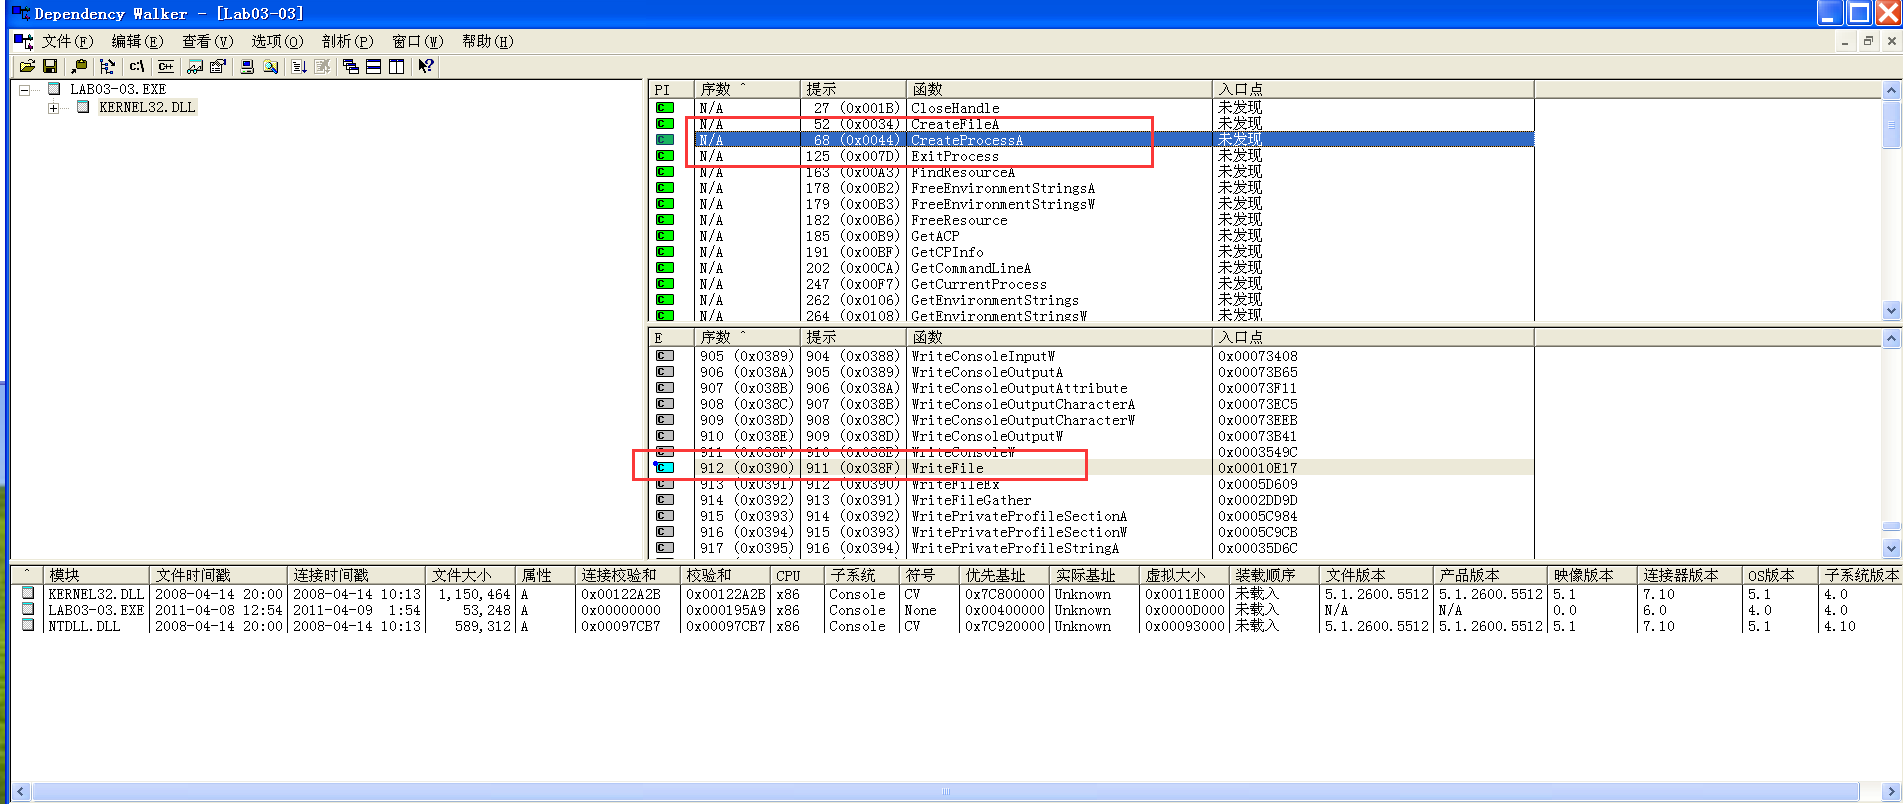 Dependency Walker - [Lab03-03]
文件(F) 编辑(E) 查看(V) 选项(O) 剖析(P) 窗口(W) 帮助(H)
C:\ C++
LAB03-03.EXE
KERNEL32.DLL
PI 序数 ^ 提示 函数 入口点
C N/A 27 (0x001B) CloseHandle 未发现
C N/A 52 (0x0034) CreateFileA 未发现
C N/A 68 (0x0044) CreateProcessA 未发现
C N/A 125 (0x007D) ExitProcess 未发现
C N/A 163 (0x00A3) FindResourceA 未发现
C N/A 178 (0x00B2) FreeEnvironmentStringsA 未发现
C N/A 179 (0x00B3) FreeEnvironmentStringsW 未发现
C N/A 182 (0x00B6) FreeResource 未发现
C N/A 185 (0x00B9) GetACP 未发现
C N/A 191 (0x00BF) GetCPInfo 未发现
C N/A 202 (0x00CA) GetCommandLineA 未发现
C N/A 247 (0x00F7) GetCurrentProcess 未发现
C N/A 262 (0x0106) GetEnvironmentStrings 未发现
C N/A 264 (0x0108) GetEnvironmentStringsW 未发现
E 序数 ^ 提示 函数 入口点
C 905 (0x0389) 904 (0x0388) WriteConsoleInputW 0x00073408
C 906 (0x038A) 905 (0x0389) WriteConsoleOutputA 0x00073B65
C 907 (0x038B) 906 (0x038A) WriteConsoleOutputAttribute 0x00073F11
C 908 (0x038C) 907 (0x038B) WriteConsoleOutputCharacterA 0x00073EC5
C 909 (0x038D) 908 (0x038C) WriteConsoleOutputCharacterW 0x00073EEB
C 910 (0x038E) 909 (0x038D) WriteConsoleOutputW 0x00073B41
C 911 (0x038F) 910 (0x038E) WriteConsoleW 0x0003549C
C 912 (0x0390) 911 (0x038F) WriteFile 0x00010E17
C 913 (0x0391) 912 (0x0390) WriteFileEx 0x0005D609
C 914 (0x0392) 913 (0x0391) WriteFileGather 0x0002DD9D
C 915 (0x0393) 914 (0x0392) WritePrivateProfileSectionA 0x0005C984
C 916 (0x0394) 915 (0x0393) WritePrivateProfileSectionW 0x0005C9CB
C 917 (0x0395) 916 (0x0394) WritePrivateProfileStringA 0x00035D6C
^ 模块 文件时间戳 连接时间戳 文件大小 属性 连接校验和 校验和 CPU 子系统 符号 优先基址 实际基址 虚拟大小 装载顺序 文件版本 产品版本 映像版本 连接器版本 OS版本 子系统版本
KERNEL32.DLL 2008-04-14 20:00 2008-04-14 10:13 1,150,464 A 0x00122A2B 0x00122A2B x86 Console CV 0x7C800000 Unknown 0x0011E000 未载入 5.1.2600.5512 5.1.2600.5512 5.1 7.10 5.1 4.0
LAB03-03.EXE 2011-04-08 12:54 2011-04-09 1:54 53,248 A 0x00000000 0x000195A9 x86 Console None 0x00400000 Unknown 0x0000D000 未载入 N/A N/A 0.0 6.0 4.0 4.0
NTDLL.DLL 2008-04-14 20:00 2008-04-14 10:13 589,312 A 0x00097CB7 0x00097CB7 x86 Console CV 0x7C920000 Unknown 0x00093000 未载入 5.1.2600.5512 5.1.2600.5512 5.1 7.10 5.1 4.10